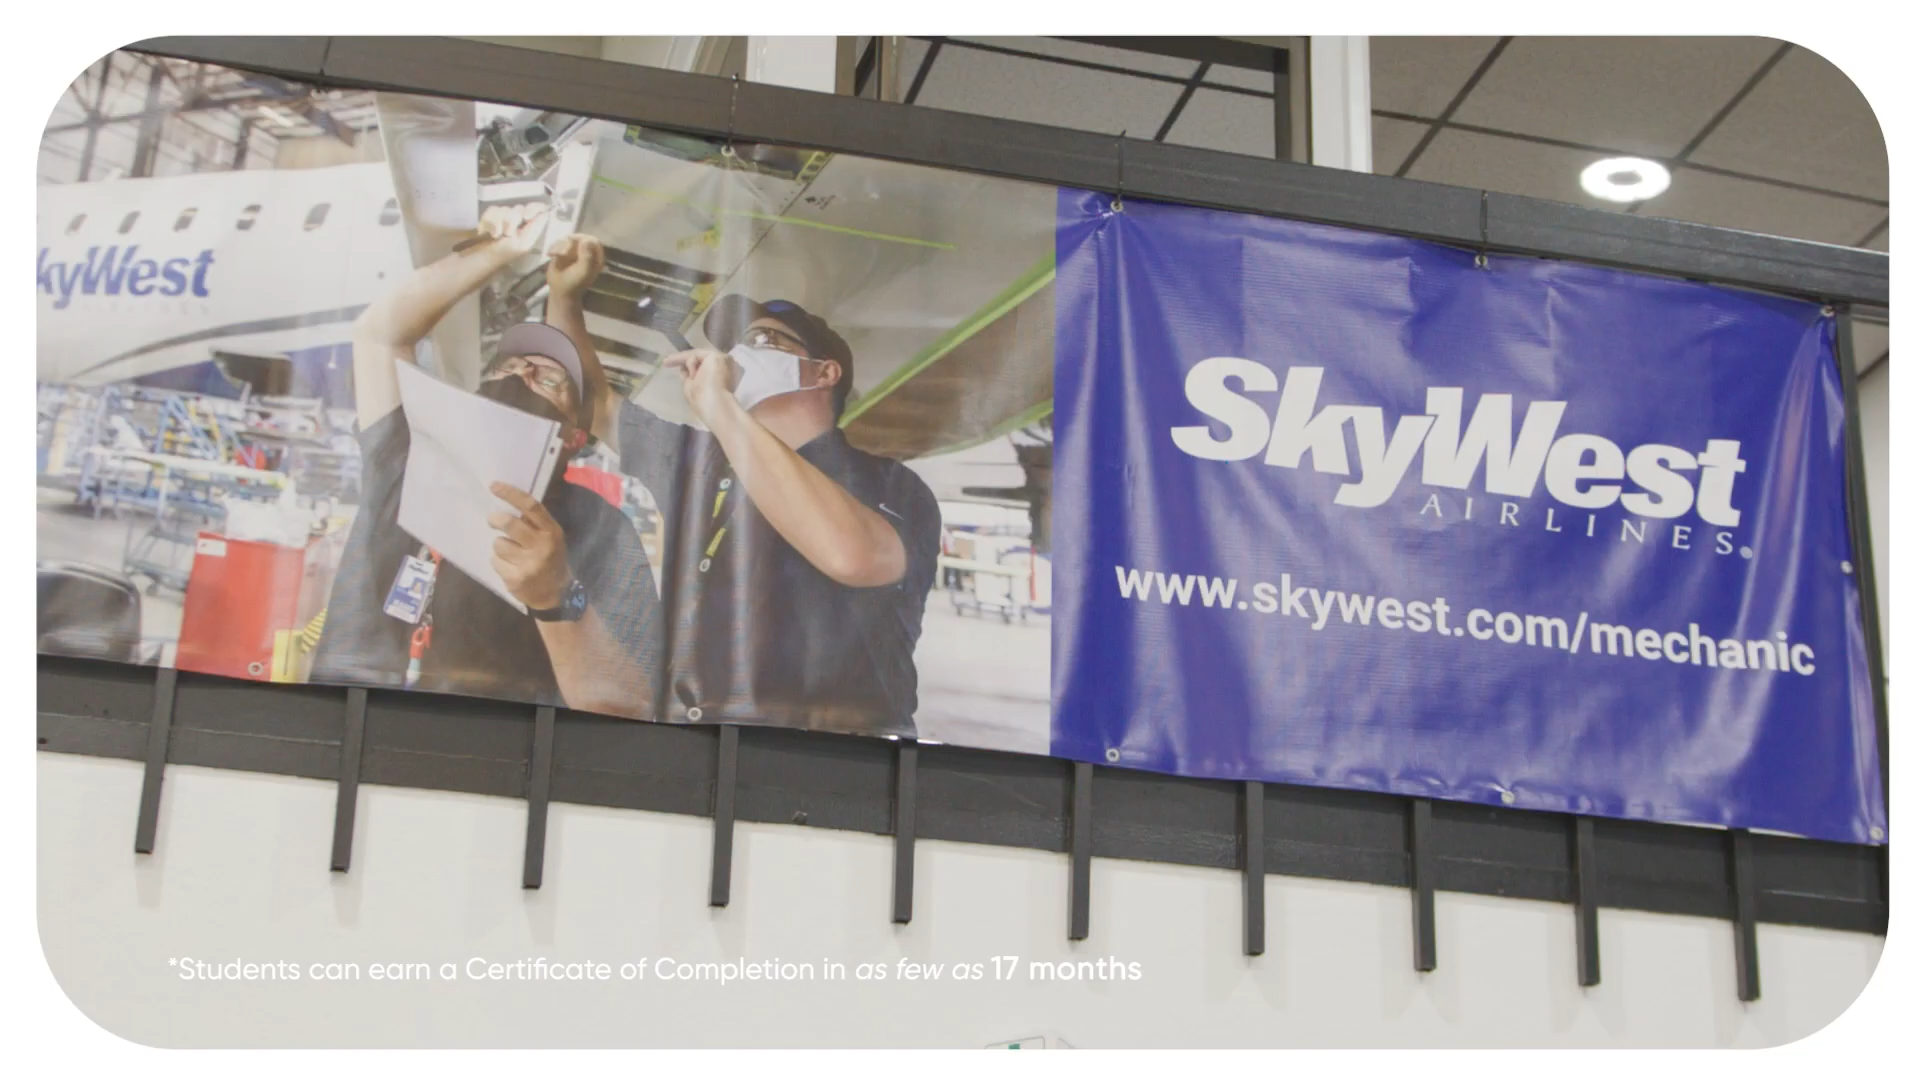 kyWest
SkyWest
AIRLINES
www.skywest.com/mechanic
*Students can earn a Certificate of Completion in as few as 17 months